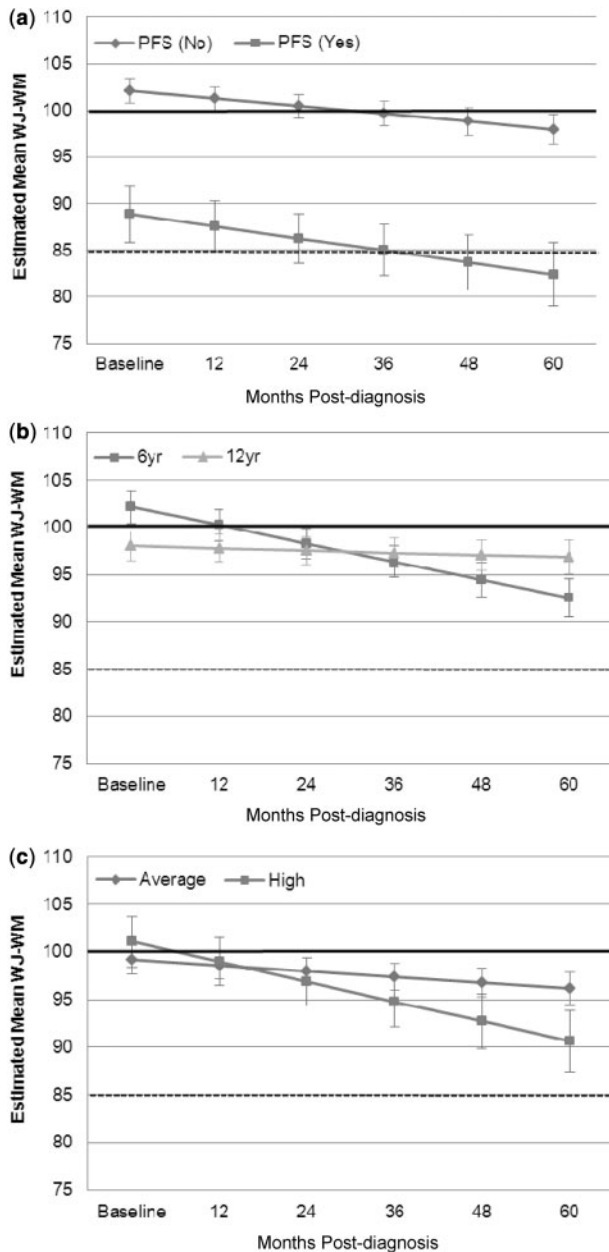 (a)
110
PFS (No) PFS (Yes)
105
100
95
90
85
80
75
Estimated Mean WJ-WM
Baseline 12 24 36 48 60
Months Post-diagnosis
(b)
110
6yr 12yr
105
100
95
90
85
80
75
Estimated Mean WJ-WM
Baseline 12 24 36 48 60
Months Post-diagnosis
(c)
110
Average High
105
100
95
90
85
80
75
Estimated Mean WJ-WM
Baseline 12 24 36 48 60
Months Post-diagnosis